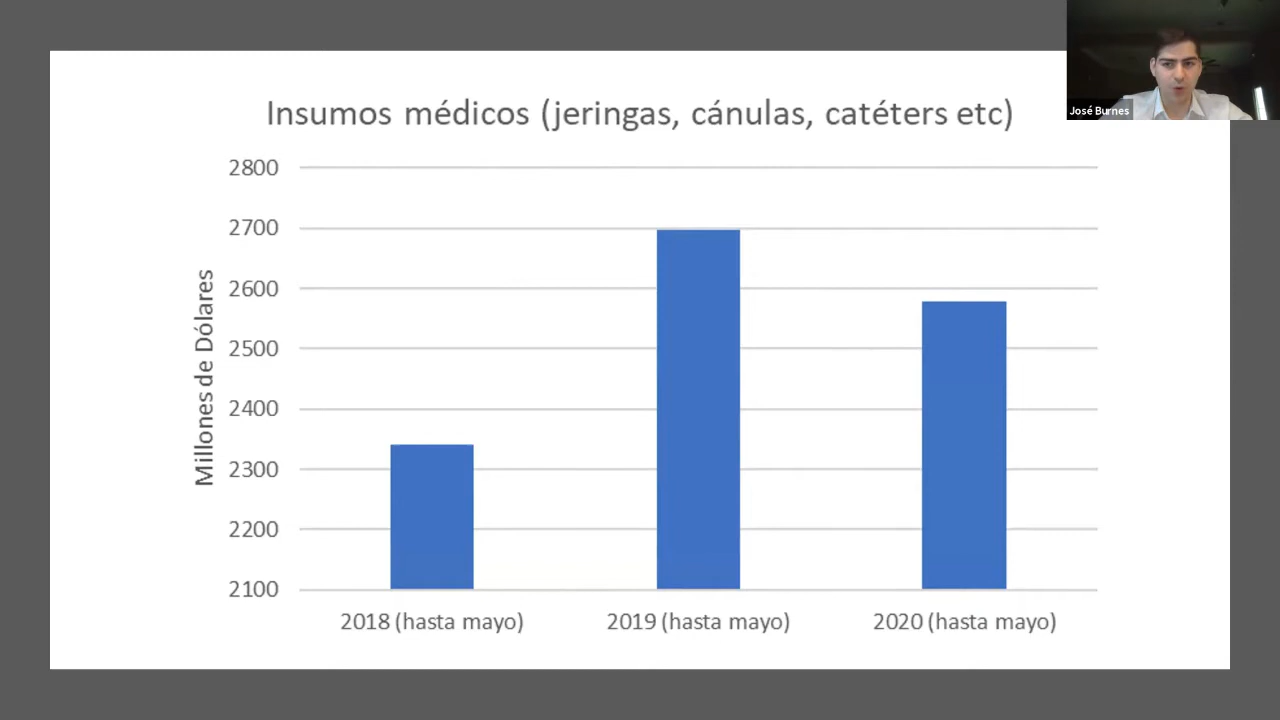 Insumos médicos (jeringas, cánulas, catéters etc)
José Burnes
2800
2700
2600
2500
2400
2300
2200
2100
Millones de Dólares
2018 (hasta mayo)
2019 (hasta mayo)
2020 (hasta mayo)